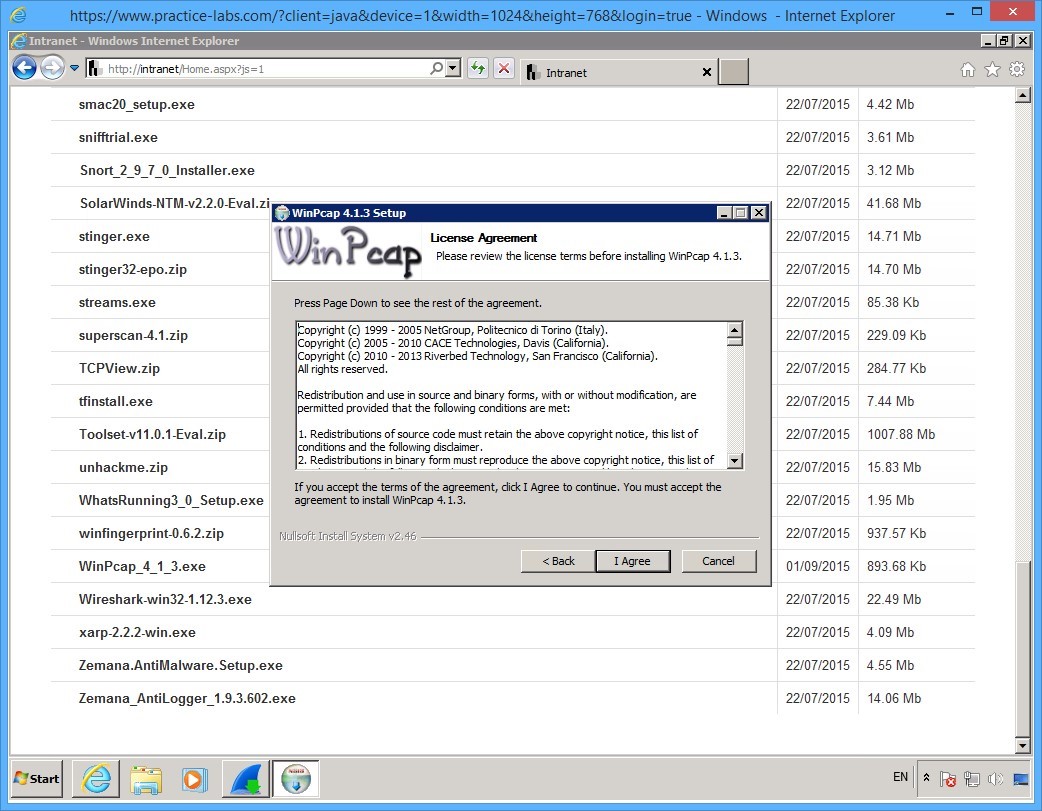 https://www.practice-labs.com/?client=java&device=1&width=1024&height=768&login=true - Windows - Internet Explorer
Intranet - Windows Internet Explorer
http://intranet/Home.aspx?js=1
Intranet
smac20_setup.exe 22/07/2015 4.42 Mb
snifftrial.exe 22/07/2015 3.61 Mb
Snort_2_9_7_0_Installer.exe 22/07/2015 3.12 Mb
SolarWinds-NTM-v2.2.0-Eval.zi 22/07/2015 41.68 Mb
stinger.exe 22/07/2015 14.71 Mb
stinger32-epo.zip 22/07/2015 14.70 Mb
streams.exe 22/07/2015 85.38 Kb
superscan-4.1.zip 22/07/2015 229.09 Kb
TCPView.zip 22/07/2015 284.77 Kb
tfinstall.exe 22/07/2015 7.44 Mb
Toolset-v11.0.1-Eval.zip 22/07/2015 1007.88 Mb
unhackme.zip 22/07/2015 15.83 Mb
WhatsRunning3_0_Setup.exe 22/07/2015 1.95 Mb
winfingerprint-0.6.2.zip 22/07/2015 937.57 Kb
WinPcap_4_1_3.exe 01/09/2015 893.68 Kb
Wireshark-win32-1.12.3.exe 22/07/2015 22.49 Mb
xarp-2.2.2-win.exe 22/07/2015 4.09 Mb
Zemana.AntiMalware.Setup.exe 22/07/2015 4.55 Mb
Zemana_AntiLogger_1.9.3.602.exe 22/07/2015 14.06 Mb
WinPcap 4.1.3 Setup
WinPcap
License Agreement
Please review the license terms before installing WinPcap 4.1.3.
Press Page Down to see the rest of the agreement.
Copyright (c) 1999 - 2005 NetGroup, Politecnico di Torino (Italy).
Copyright (c) 2005 - 2010 CACE Technologies, Davis (California).
Copyright (c) 2010 - 2013 Riverbed Technology, San Francisco (California).
All rights reserved.
Redistribution and use in source and binary forms, with or without modification, are
permitted provided that the following conditions are met:
1. Redistributions of source code must retain the above copyright notice, this list of
conditions and the following disclaimer.
2. Redistributions in binary form must reproduce the above copyright notice, this list of
If you accept the terms of the agreement, click I Agree to continue. You must accept the
agreement to install WinPcap 4.1.3.
Nullsoft Install System v2.46
< Back
I Agree
Cancel
Start
EN